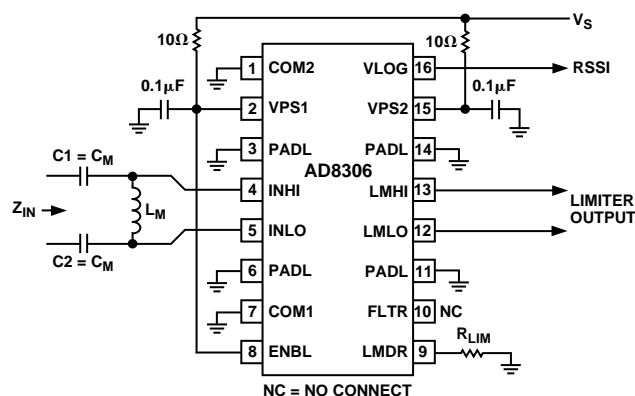 V_S
10Ω
10Ω
1 COM2 VLOG 16 RSSI
0.1μF
0.1μF
2 VPS1 VPS2 15
3 PADL PADL 14
AD8306
C1 = C_M
4 INHI LMHI 13
Z_IN
L_M
LIMITER
OUTPUT
5 INLO LMLO 12
C2 = C_M
6 PADL PADL 11
7 COM1 FLTR 10 NC
R_LIM
8 ENBL LMDR 9
NC = NO CONNECT